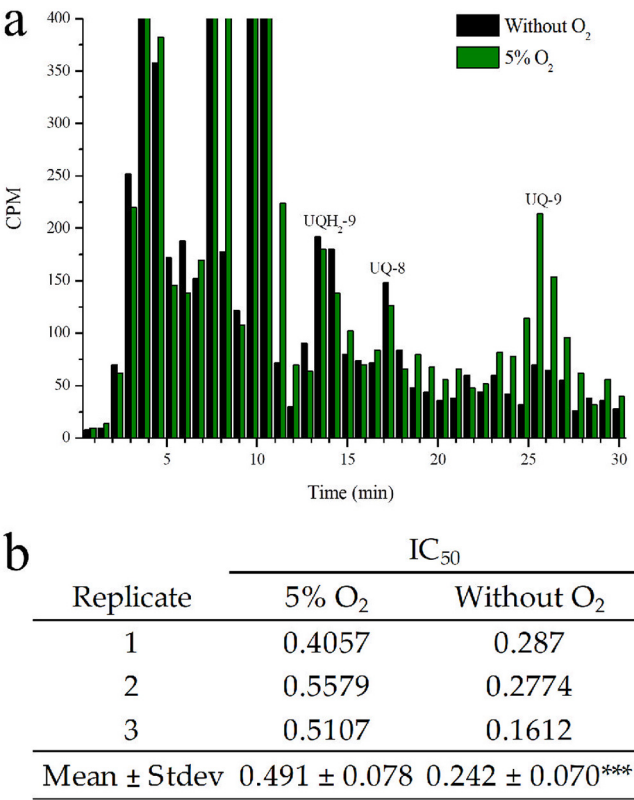 a
Without O₂
5% O₂
400
350
300
250
200
150
100
50
0
CPM
UQH₂-9
UQ-8
UQ-9
5 10 15 20 25 30
Time (min)
b
IC₅₀
Replicate 5% O₂ Without O₂
1 0.4057 0.287
2 0.5579 0.2774
3 0.5107 0.1612
Mean ± Stdev 0.491 ± 0.078 0.242 ± 0.070***